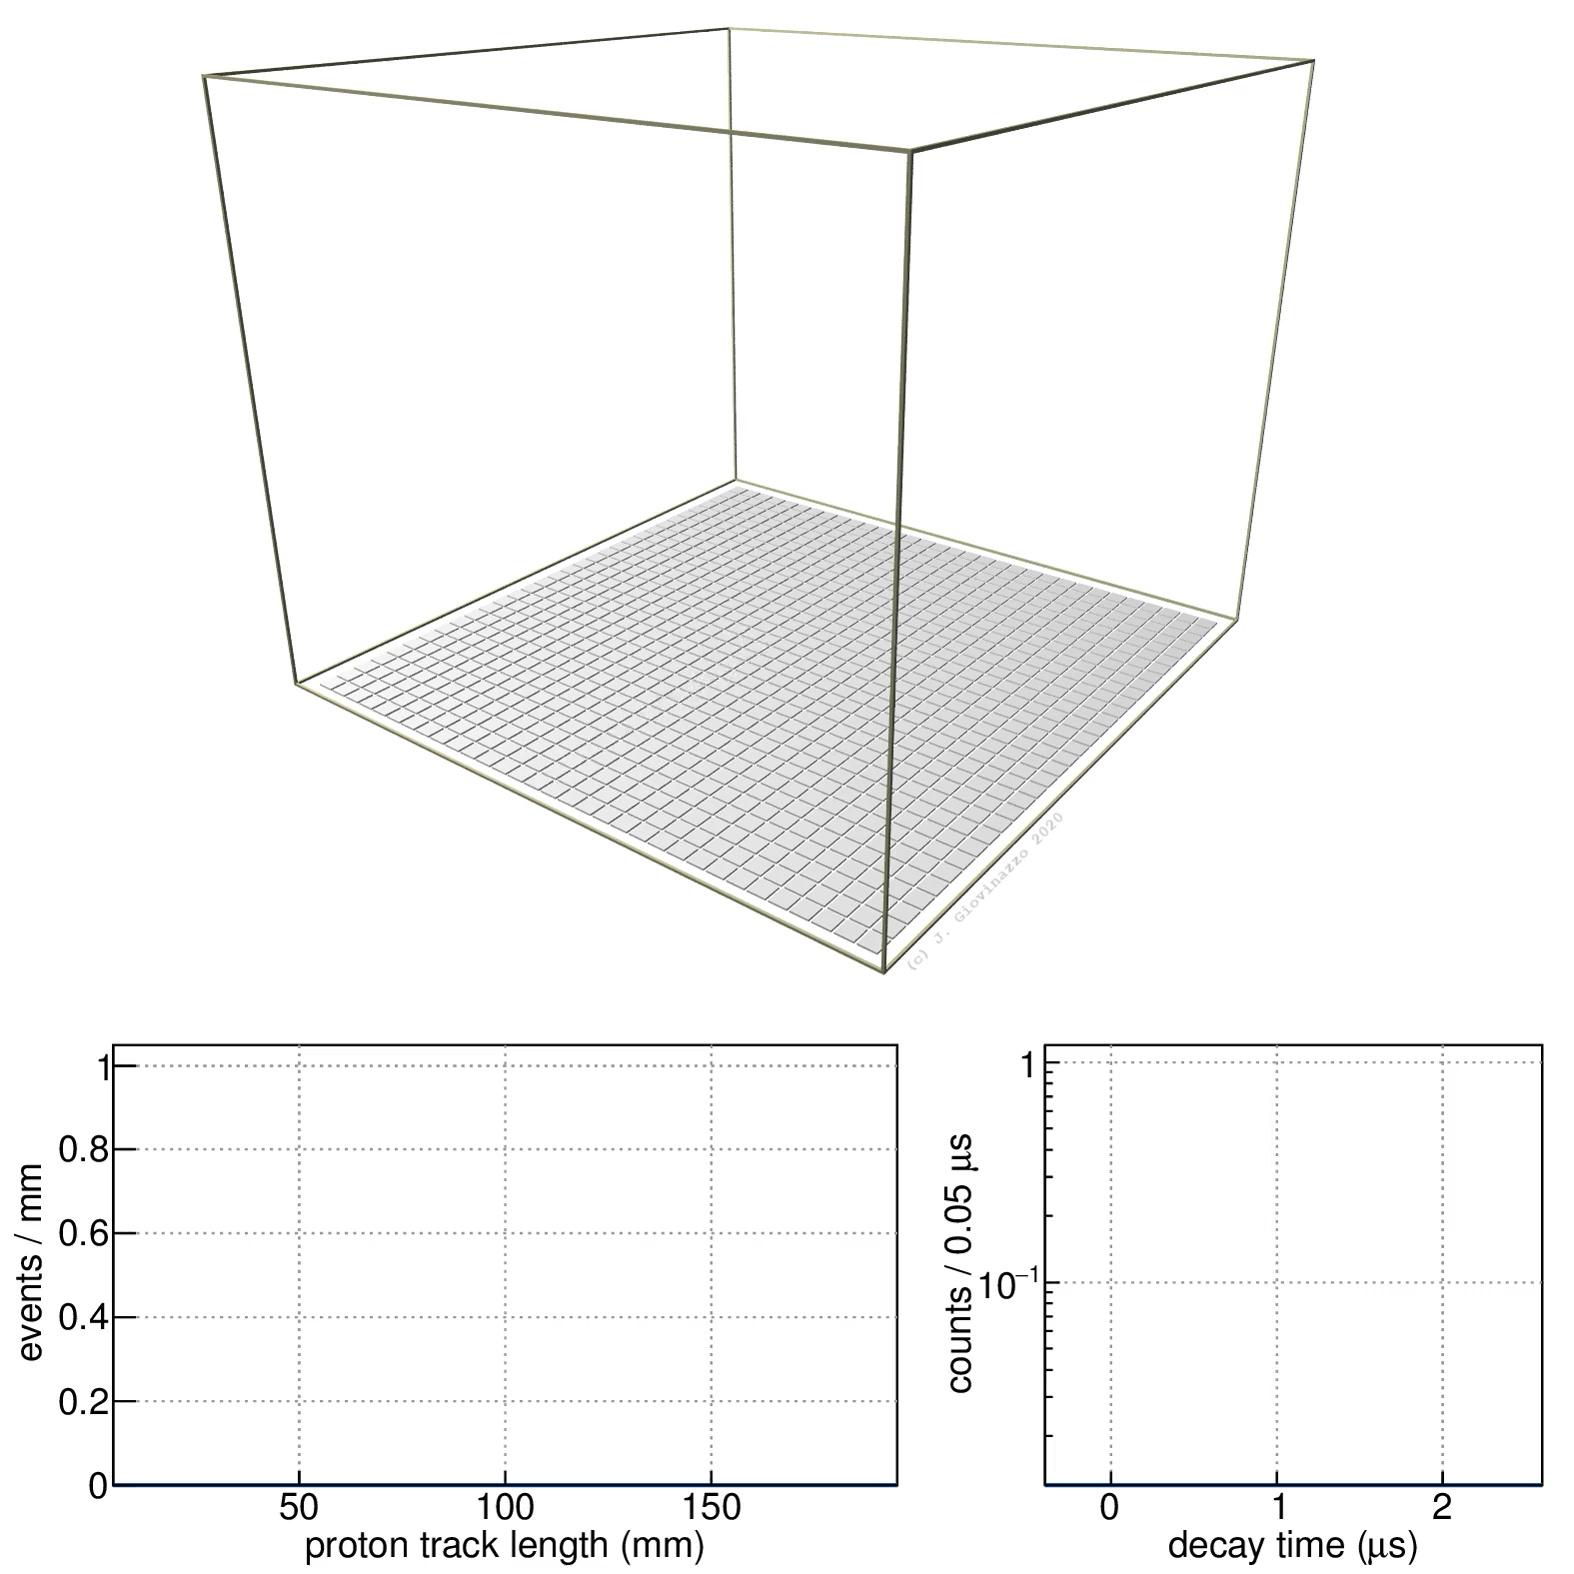 (c) J. Giovinazzo 2020
1
0.8
0.6
0.4
0.2
0
50 100 150
proton track length (mm)
events / mm
1
10⁻¹
0 1 2
decay time (μs)
counts / 0.05 μs